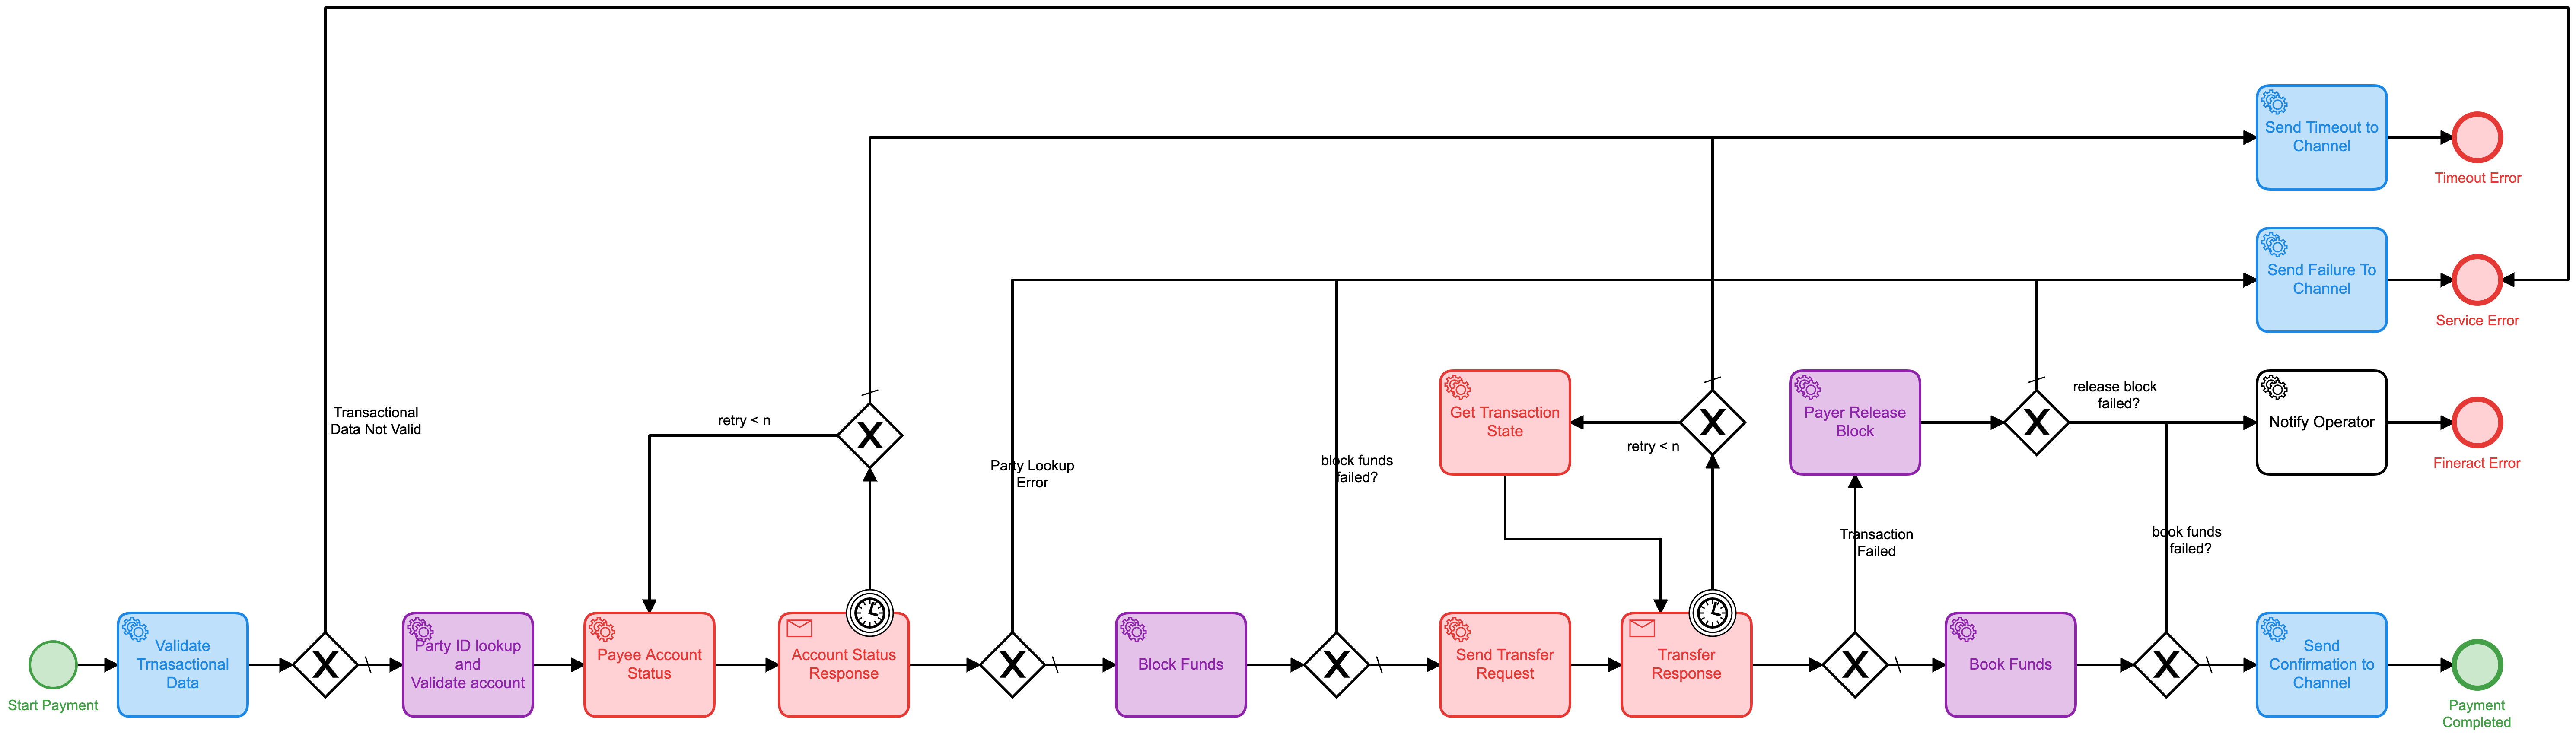 Send Timeout to
Channel
Timeout Error
Send Failure To
Channel
Service Error
Transactional
Data Not Valid
retry < n
Party Lookup
Error
block funds
failed?
Get Transaction
State
retry < n
Payer Release
Block
release block
failed?
Notify Operator
Fineract Error
Transaction
Failed
book funds
failed?
Start Payment
Validate
Trnasactional
Data
Party ID lookup
and
Validate account
Payee Account
Status
Account Status
Response
Block Funds
Send Transfer
Request
Transfer
Response
Book Funds
Send
Confirmation to
Channel
Payment
Completed